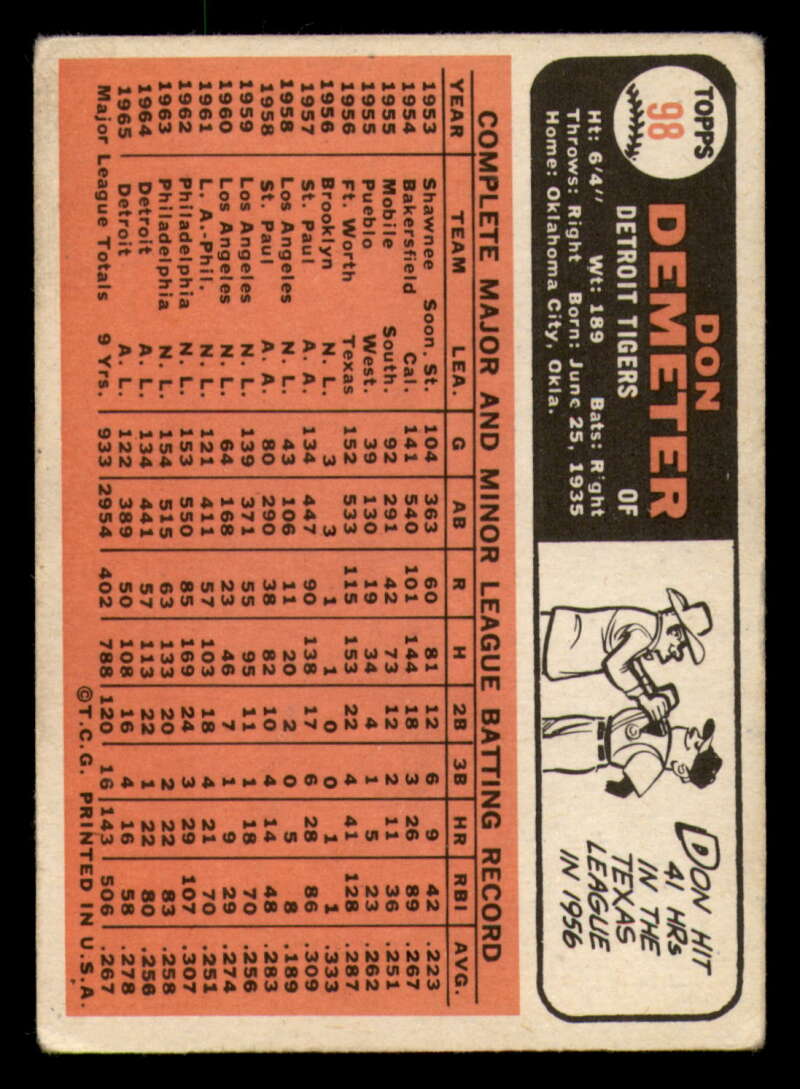 TOPPS
98
DON
DEMETER
DETROIT TIGERS OF
Ht: 6'4" Wt: 189 Bats: Right
Throws: Right Born: June 25, 1935
Home: Oklahoma City, Okla.
DON HIT
41 HRs
IN THE
TEXAS
LEAGUE
IN 1956
COMPLETE MAJOR AND MINOR LEAGUE BATTING RECORD
YEAR TEAM LEA. G AB R H 2B 3B HR RBI AVG.
1953 Shawnee Soon. St. 104 363 60 81 12 6 9 42 .223
1954 Bakersfield Cal. 141 540 101 144 18 3 26 89 .267
1955 Mobile South. 92 291 42 73 12 2 11 36 .251
1955 Pueblo West. 39 130 19 34 4 1 5 23 .262
1956 Ft. Worth Texas 152 533 115 153 22 4 41 128 .287
1956 Brooklyn N. L. 3 3 1 1 0 0 1 1 .333
1957 St. Paul A. A. 134 447 90 138 17 6 28 86 .309
1958 Los Angeles N. L. 43 106 11 20 2 0 5 8 .189
1958 St. Paul A. A. 80 290 38 82 10 4 14 48 .283
1959 Los Angeles N. L. 139 371 55 95 11 1 18 70 .256
1960 Los Angeles N. L. 64 168 23 46 7 1 9 29 .274
1961 L. A.-Phil. N. L. 121 411 57 103 18 4 21 70 .251
1962 Philadelphia N. L. 153 550 85 169 24 3 29 107 .307
1963 Philadelphia N. L. 154 515 63 133 20 2 22 83 .258
1964 Detroit A. L. 134 441 57 113 22 1 22 80 .256
1965 Detroit A. L. 122 389 50 108 16 4 16 58 .278
Major League Totals 9 Yrs. 933 2954 402 788 120 16 143 506 .267
©T.C.G. PRINTED IN U.S.A.